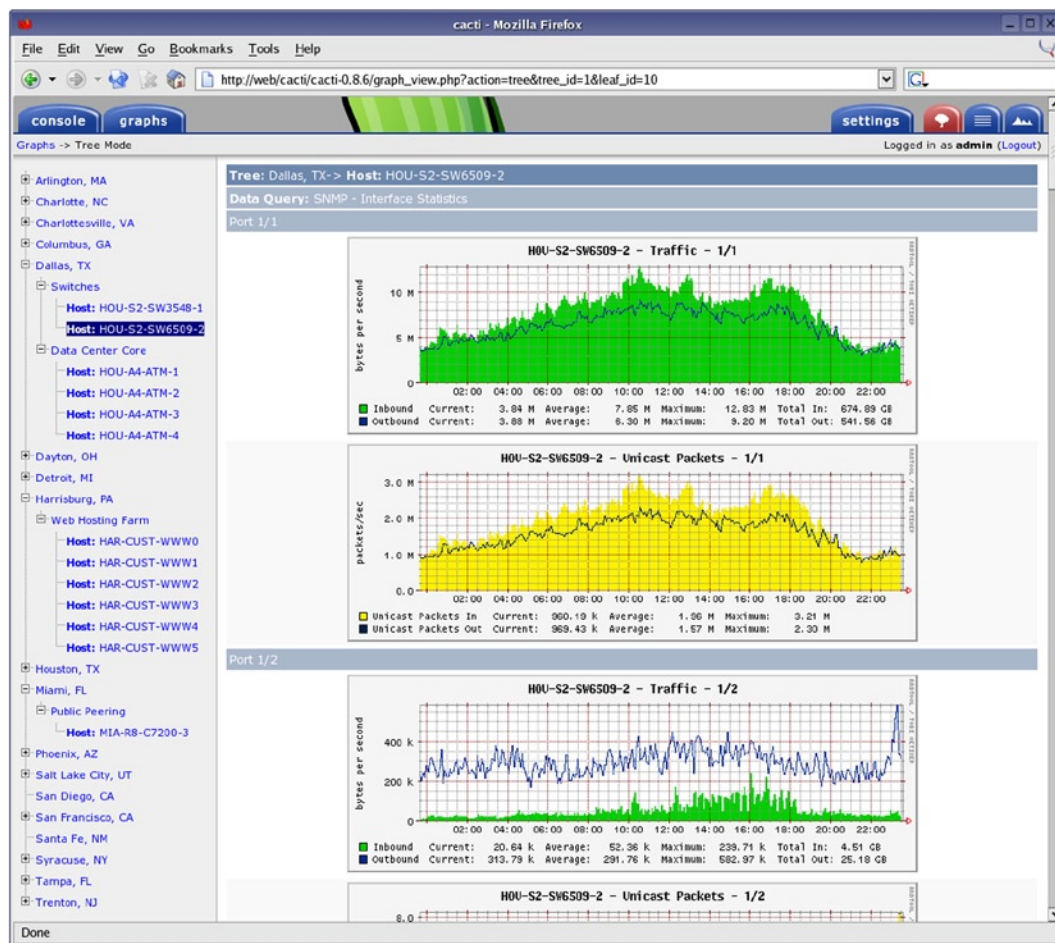 cacti - Mozilla Firefox
File Edit View Go Bookmarks Tools Help
http://web/cacti/cacti-0.8.6/graph_view.php?action=tree&tree_id=1&leaf_id=10
console graphs settings
Graphs -> Tree Mode Logged in as admin (Logout)
Arlington, MA
Charlotte, NC
Charlottesville, VA
Columbus, GA
Dallas, TX
Switches
Host: HOU-S2-SW3548-1
Host: HOU-S2-SW6509-2
Data Center Core
Host: HOU-A4-ATM-1
Host: HOU-A4-ATM-2
Host: HOU-A4-ATM-3
Host: HOU-A4-ATM-4
Dayton, OH
Detroit, MI
Harrisburg, PA
Web Hosting Farm
Host: HAR-CUST-WWW0
Host: HAR-CUST-WWW1
Host: HAR-CUST-WWW2
Host: HAR-CUST-WWW3
Host: HAR-CUST-WWW4
Host: HAR-CUST-WWW5
Houston, TX
Miami, FL
Public Peering
Host: MIA-R8-C7200-3
Phoenix, AZ
Salt Lake City, UT
San Diego, CA
San Francisco, CA
Santa Fe, NM
Syracuse, NY
Tampa, FL
Trenton, NJ
Tree: Dallas, TX-> Host: HOU-S2-SW6509-2
Data Query: SNMP - Interface Statistics
Port 1/1
HOU-S2-SW6509-2 - Traffic - 1/1
bytes per second
10 M
5 M
0
02:00 04:00 06:00 08:00 10:00 12:00 14:00 16:00 18:00 20:00 22:00
Inbound Current: 3.84 M Average: 7.85 M Maximum: 12.83 M Total In: 674.89 GB
Outbound Current: 3.88 M Average: 6.30 M Maximum: 9.20 M Total Out: 541.56 GB
HOU-S2-SW6509-2 - Unicast Packets - 1/1
packets/sec
3.0 M
2.0 M
1.0 M
0.0
02:00 04:00 06:00 08:00 10:00 12:00 14:00 16:00 18:00 20:00 22:00
Unicast Packets In Current: 960.19 k Average: 1.96 M Maximum: 3.21 M
Unicast Packets Out Current: 969.43 k Average: 1.57 M Maximum: 2.30 M
Port 1/2
HOU-S2-SW6509-2 - Traffic - 1/2
bytes per second
400 k
200 k
0
02:00 04:00 06:00 08:00 10:00 12:00 14:00 16:00 18:00 20:00 22:00
Inbound Current: 20.64 k Average: 52.36 k Maximum: 239.71 k Total In: 4.51 GB
Outbound Current: 313.79 k Average: 291.76 k Maximum: 582.97 k Total Out: 25.18 GB
HOU-S2-SW6509-2 - Unicast Packets - 1/2
8.0
Done